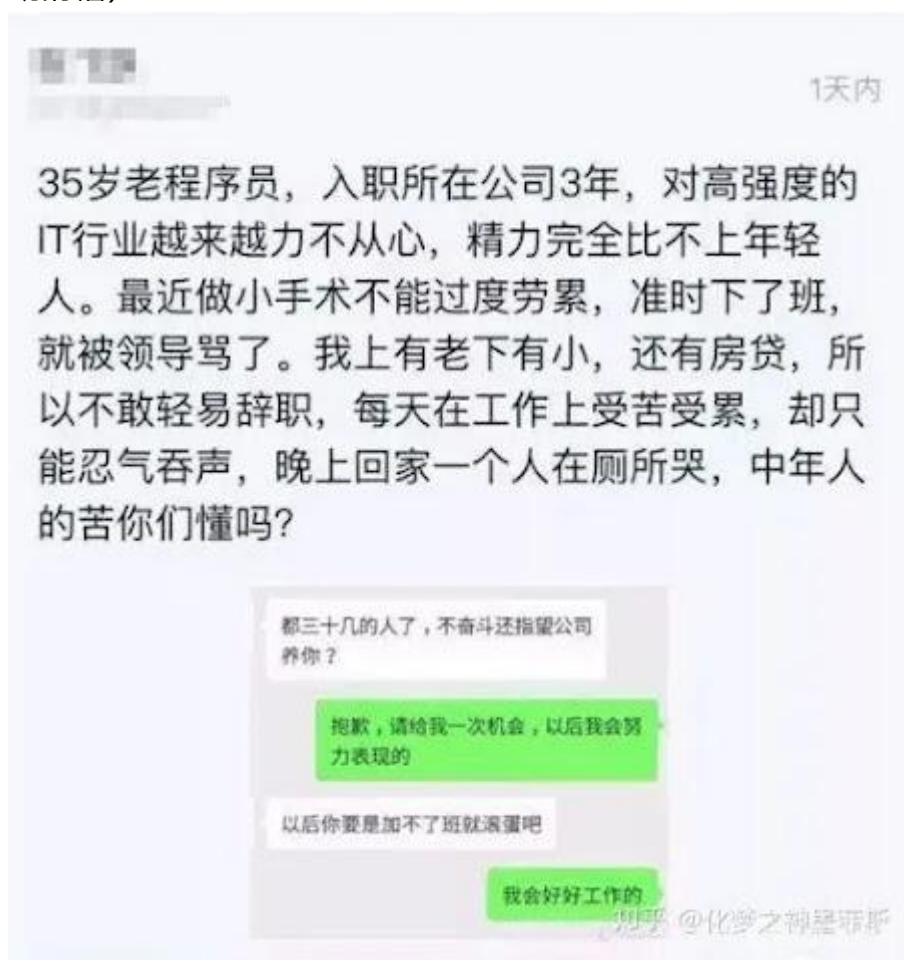 1天内
35岁老程序员，入职所在公司3年，对高强度的
IT行业越来越力不从心，精力完全比不上年轻
人。最近做小手术不能过度劳累，准时下了班，
就被领导骂了。我上有老下有小，还有房贷，所
以不敢轻易辞职，每天在工作上受苦受累，却只
能忍气吞声，晚上回家一个人在厕所哭，中年人
的苦你们懂吗？
都三十几的人了，不奋斗还指望公司
养你？
抱歉，请给我一次机会，以后我会努
力表现的
以后你要是加不了班就滚蛋吧
我会好好工作的
知乎 @化梦之神墨菲斯